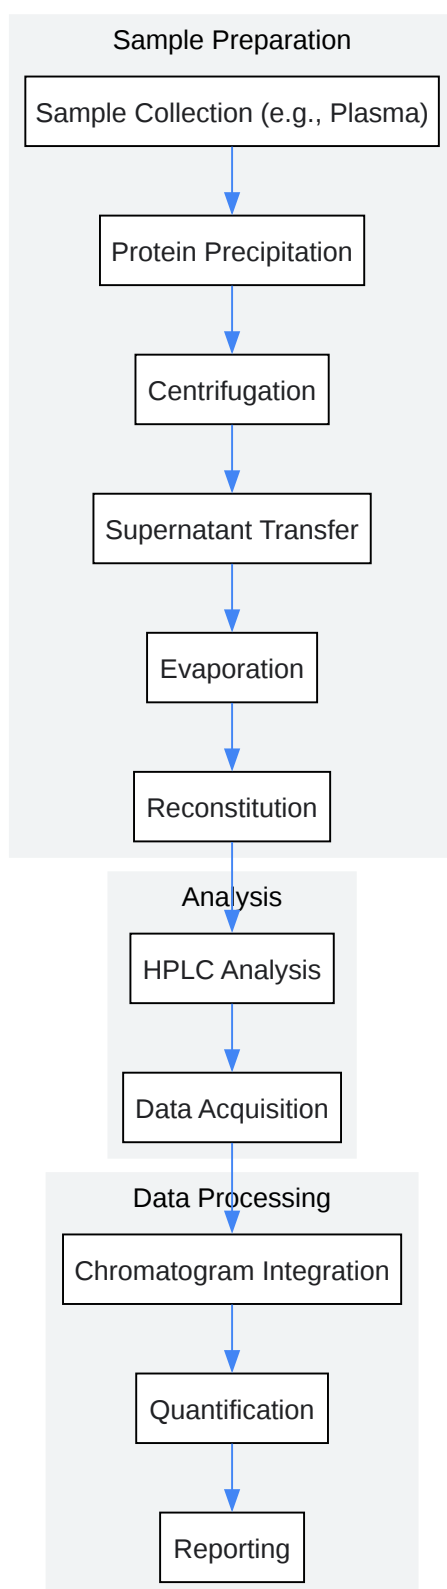 Sample Preparation
Sample Collection (e.g., Plasma)
Protein Precipitation
Centrifugation
Supernatant Transfer
Evaporation
Reconstitution
Analysis
HPLC Analysis
Data Acquisition
Data Processing
Chromatogram Integration
Quantification
Reporting